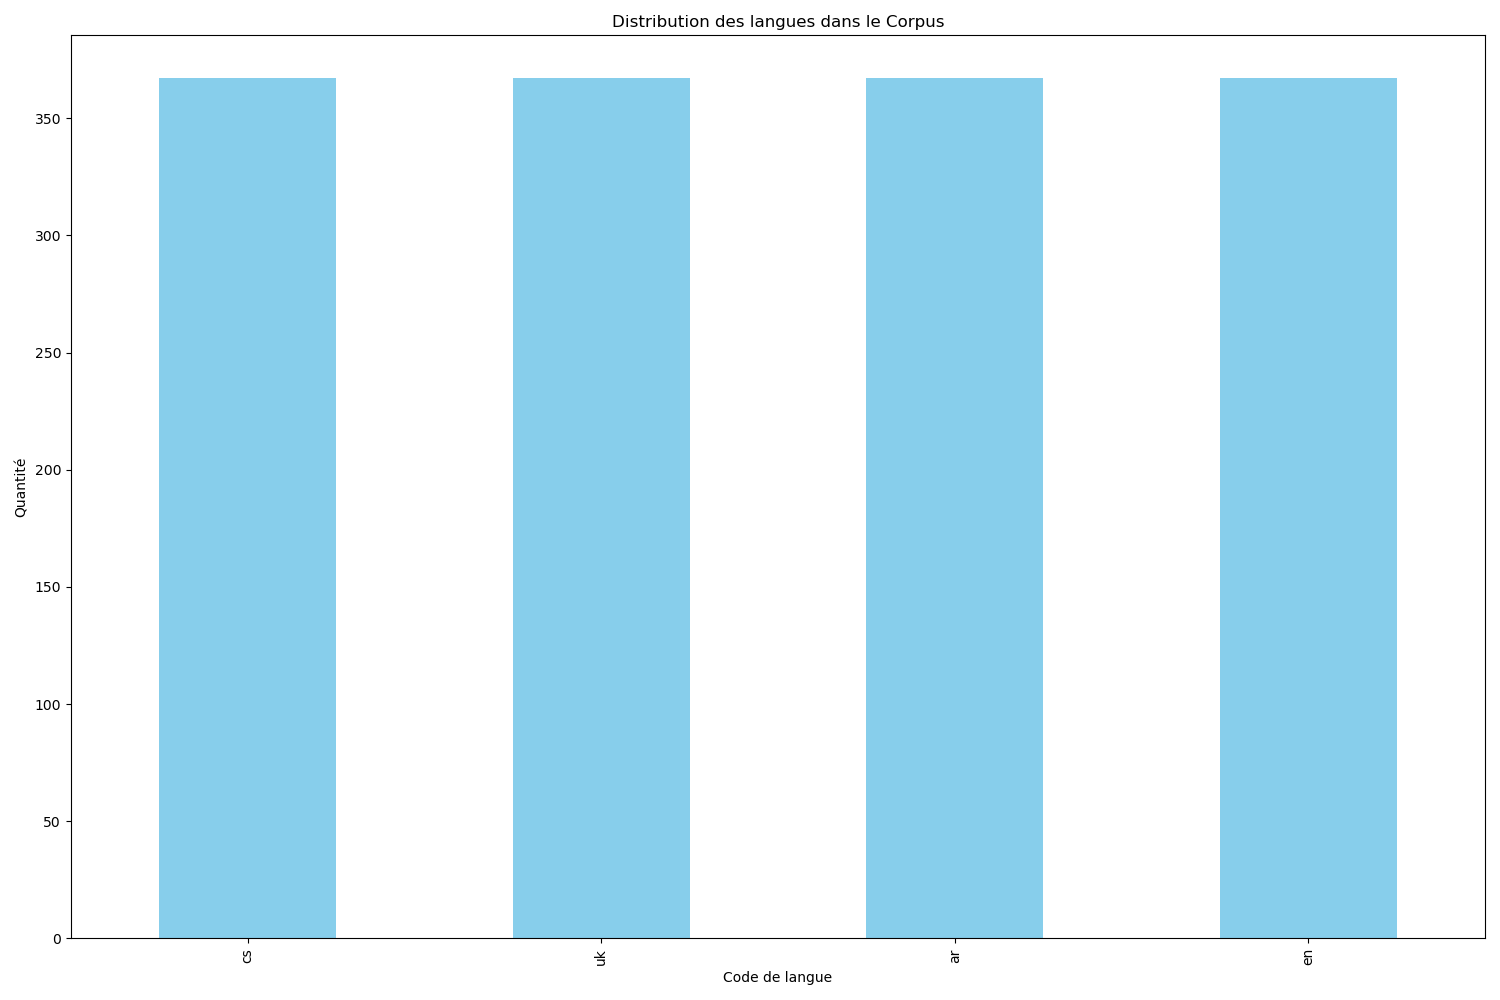 Distribution des langues dans le Corpus
Quantité
350
300
250
200
150
100
50
0
cs
uk
ar
en
Code de langue